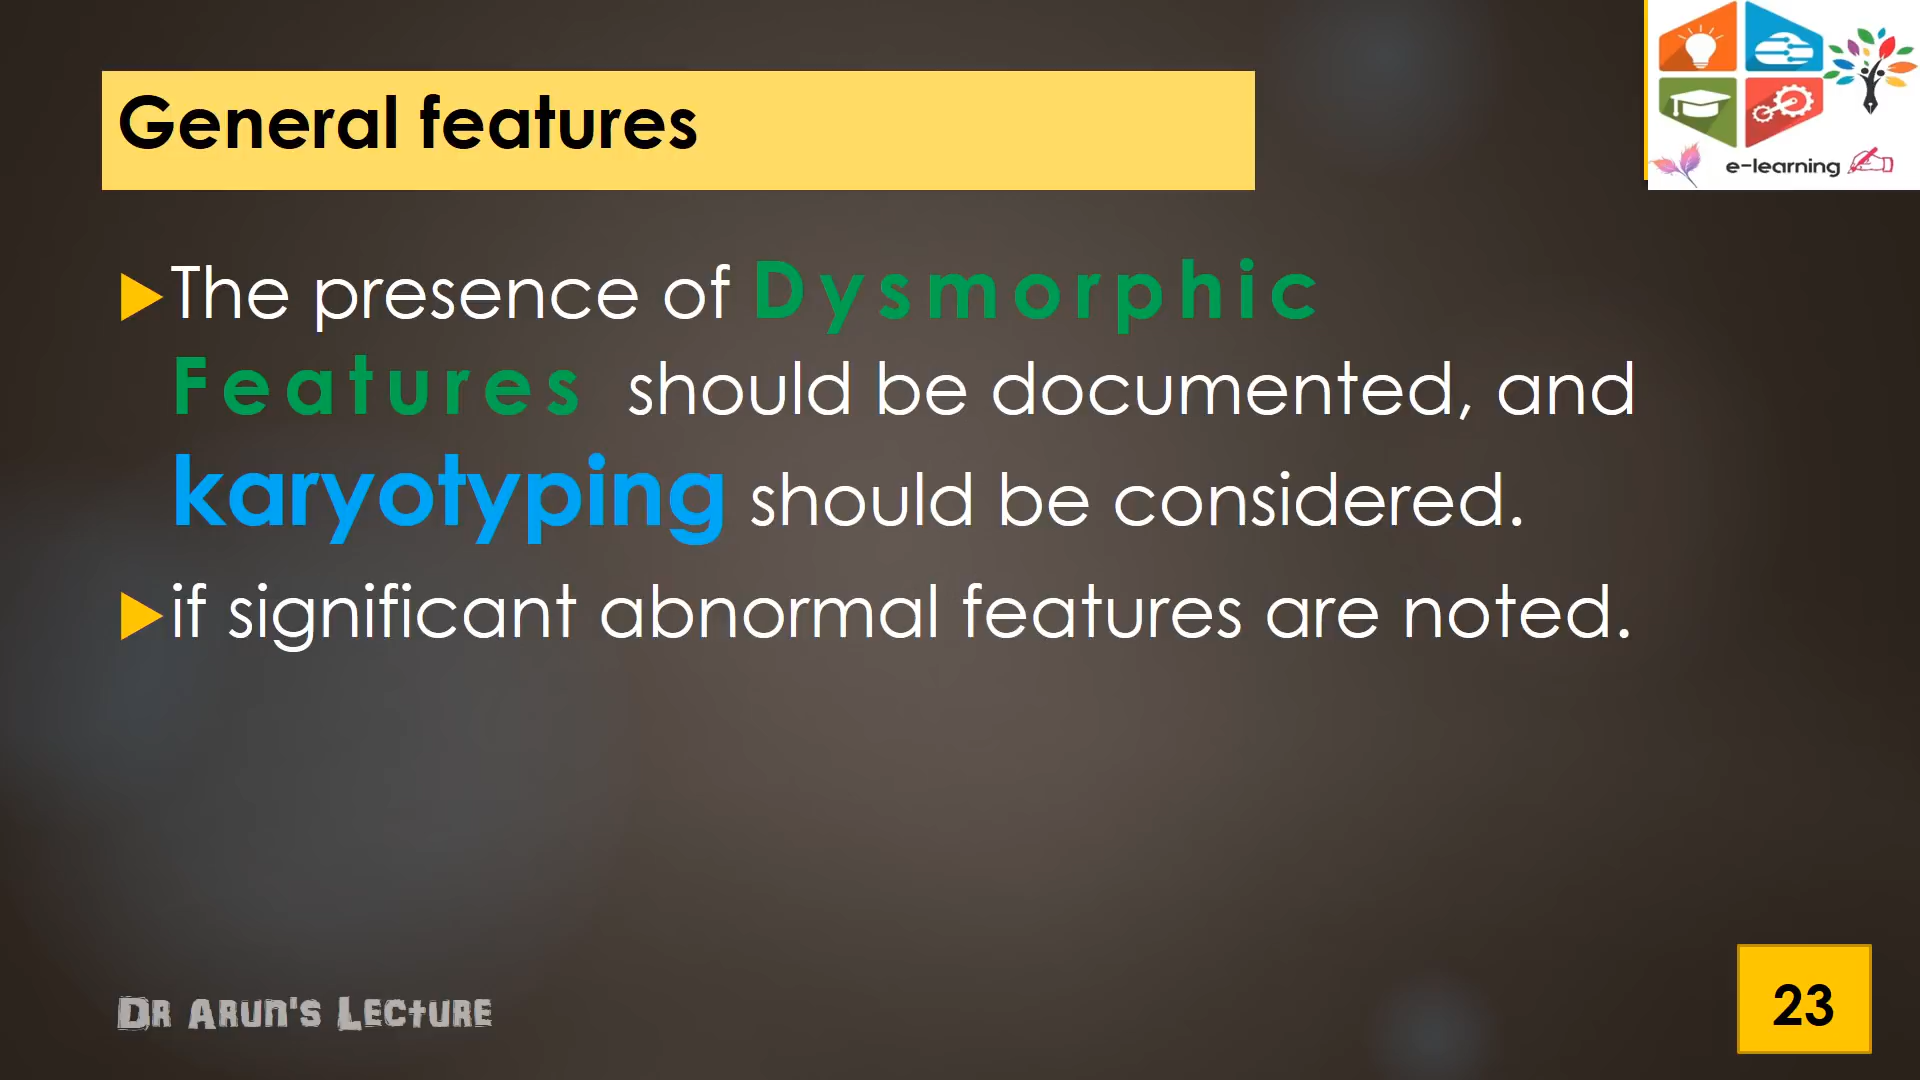 General features
e-learning
The presence of Dysmorphic
Features should be documented, and
karyotyping should be considered.
if significant abnormal features are noted.
Dr Arun's Lecture
23